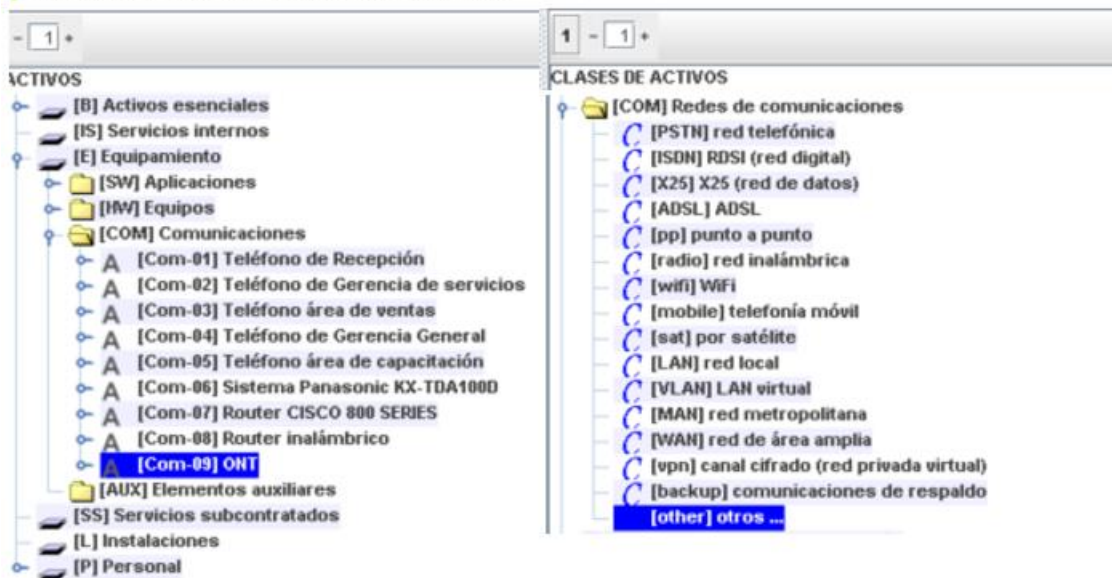 - 1 +
ACTIVOS
[B] Activos esenciales
[IS] Servicios internos
[E] Equipamiento
[SW] Aplicaciones
[HW] Equipos
[COM] Comunicaciones
A [Com-01] Teléfono de Recepción
A [Com-02] Teléfono de Gerencia de servicios
A [Com-03] Teléfono área de ventas
A [Com-04] Teléfono de Gerencia General
A [Com-05] Teléfono área de capacitación
A [Com-06] Sistema Panasonic KX-TDA100D
A [Com-07] Router CISCO 800 SERIES
A [Com-08] Router inalámbrico
A [Com-09] ONT
[AUX] Elementos auxiliares
[SS] Servicios subcontratados
[L] Instalaciones
[P] Personal
1 - 1 +
CLASES DE ACTIVOS
[COM] Redes de comunicaciones
[PSTN] red telefónica
[ISDN] RDSI (red digital)
[X25] X25 (red de datos)
[ADSL] ADSL
[pp] punto a punto
[radio] red inalámbrica
[wifi] WiFi
[mobile] telefonía móvil
[sat] por satélite
[LAN] red local
[VLAN] LAN virtual
[MAN] red metropolitana
[WAN] red de área amplia
[vpn] canal cifrado (red privada virtual)
[backup] comunicaciones de respaldo
[other] otros ...